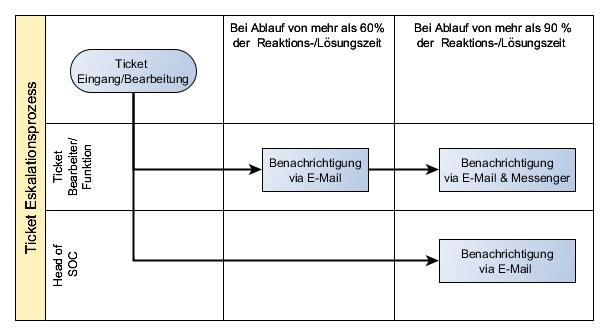 Ticket Eskalationsprozess
Bei Ablauf von mehr als 60%
der Reaktions-/Lösungszeit
Bei Ablauf von mehr als 90 %
der Reaktions-/Lösungszeit
Ticket
Eingang/Bearbeitung
Ticket
Bearbeiter/
Funktion
Benachrichtigung
via E-Mail
Benachrichtigung
via E-Mail & Messenger
Head of
SOC
Benachrichtigung
via E-Mail